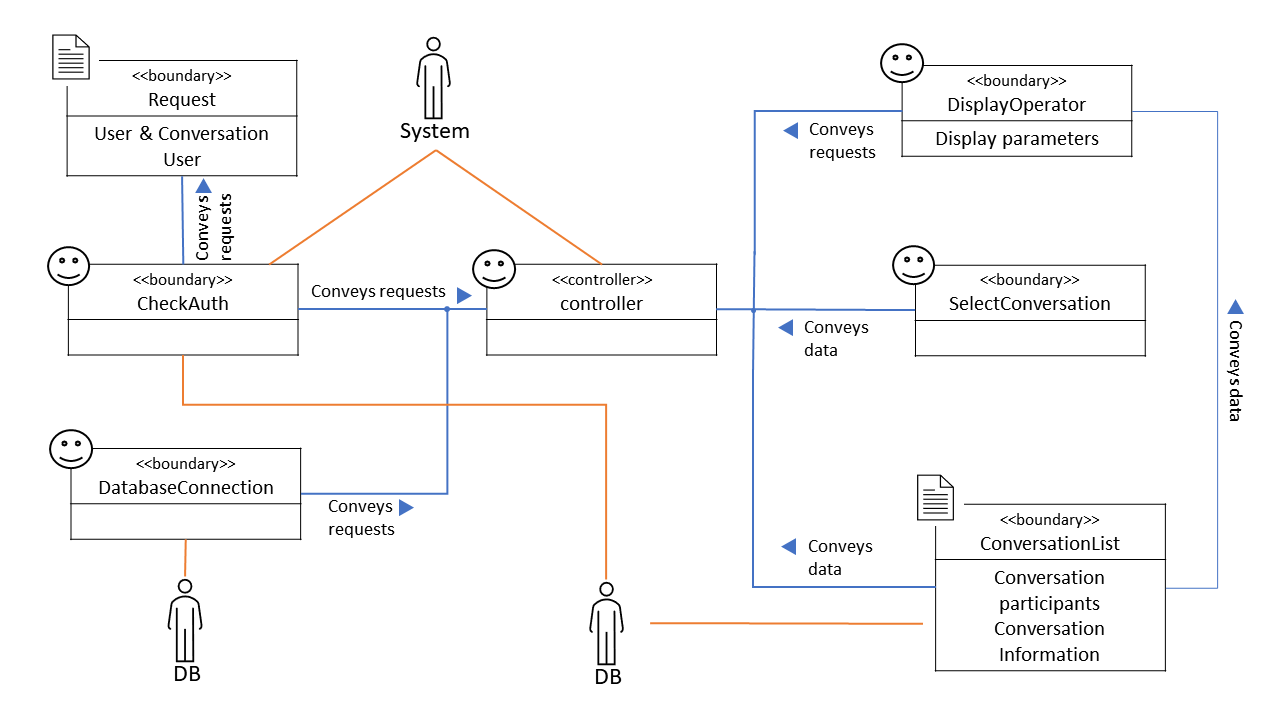 <<boundary>>
Request
User & Conversation
User
System
<<boundary>>
DisplayOperator
Display parameters
Conveys
requests
Conveys
requests
<<boundary>>
CheckAuth
Conveys requests
<<controller>>
controller
<<boundary>>
SelectConversation
Conveys
data
Conveys data
<<boundary>>
DatabaseConnection
Conveys
requests
<<boundary>>
ConversationList
Conversation
participants
Conversation
Information
Conveys
data
DB
DB